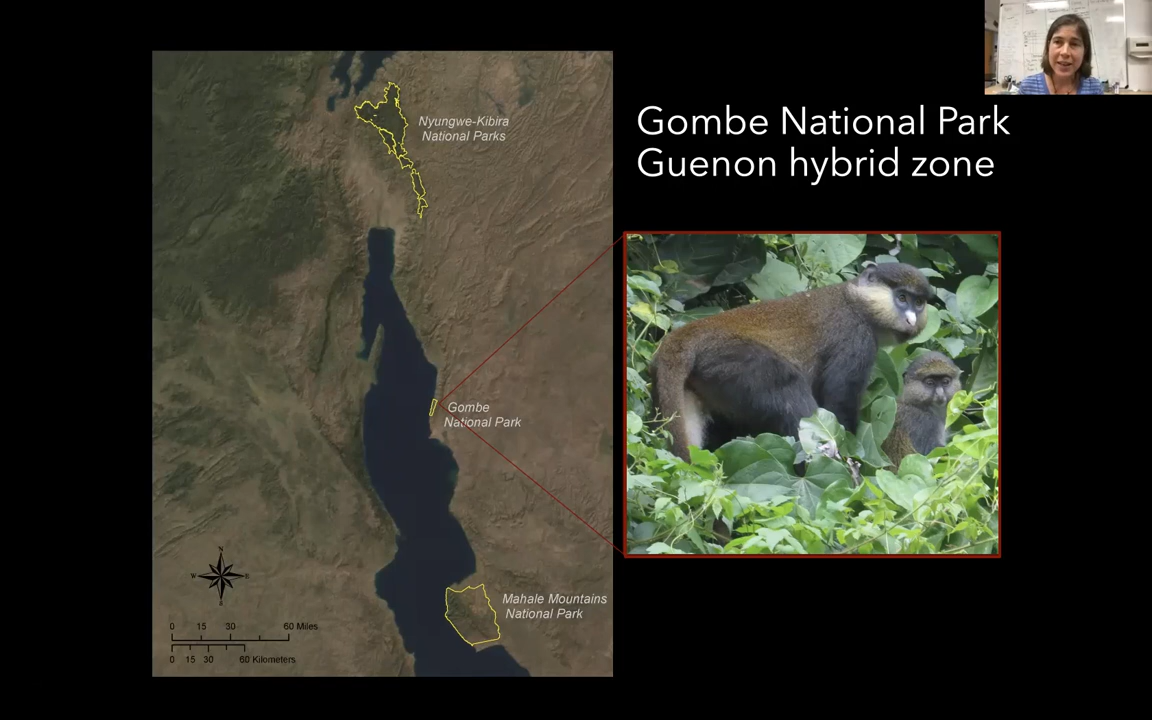 Gombe National Park
Guenon hybrid zone
Nyungwe-Kibira
National Parks
Gombe
National Park
Mahale Mountains
National Park
N
W
E
S
0 15 30 60 Miles
0 15 30 60 Kilometers